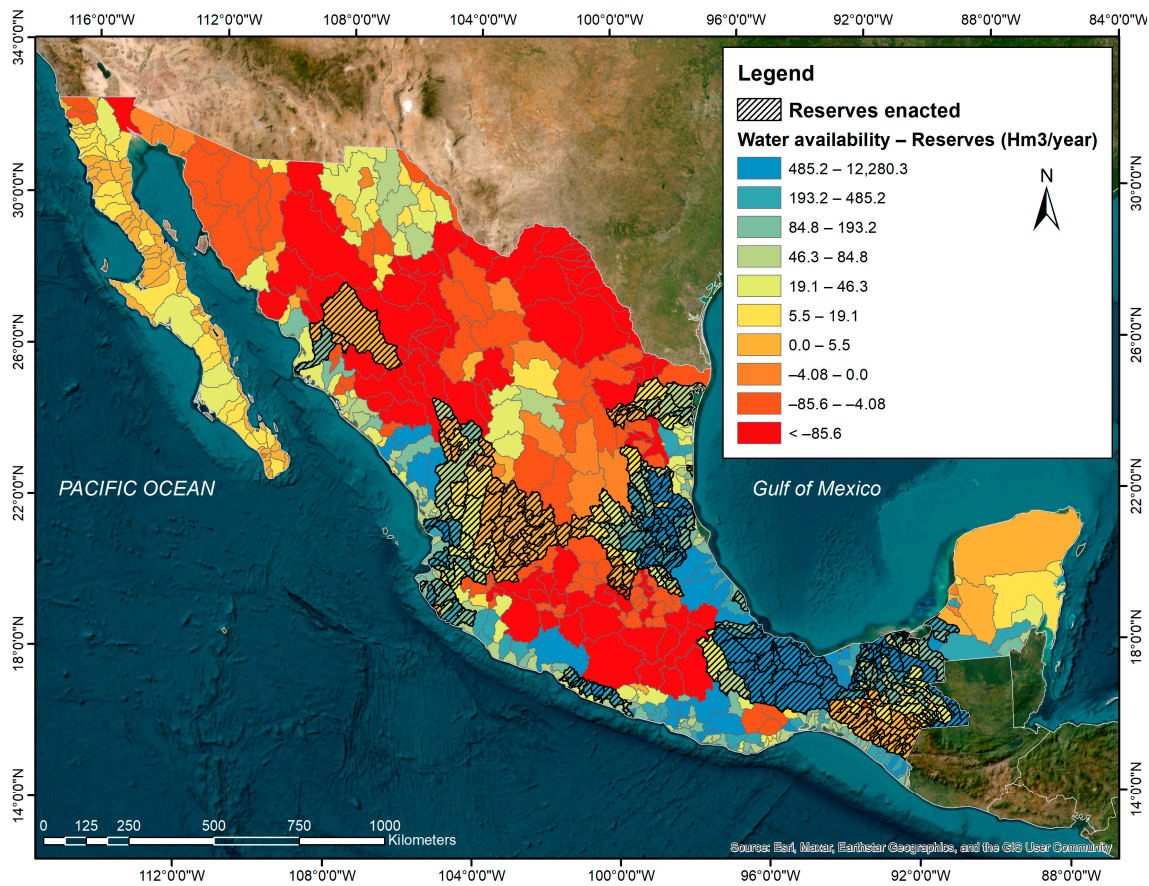 116°0'0"W 112°0'0"W 108°0'0"W 104°0'0"W 100°0'0"W 96°0'0"W 92°0'0"W 88°0'0"W 84°0'0"W
34°0'0"N
30°0'0"N
28°0'0"N
22°0'0"N
18°0'0"N
14°0'0"N
Legend
Reserves enacted
Water availability – Reserves (Hm3/year)
485.2 – 12,280.3
193.2 – 485.2
84.8 – 193.2
46.3 – 84.8
19.1 – 46.3
5.5 – 19.1
0.0 – 5.5
–4.08 – 0.0
–85.6 – –4.08
< –85.6
N
30°0'0"N
28°0'0"N
22°0'0"N
18°0'0"N
14°0'0"N
PACIFIC OCEAN
Gulf of Mexico
0 125 250 500 750 1000
Kilometers
Source: Esri, Maxar, Earthstar Geographics, and the GIS User Community
112°0'0"W 108°0'0"W 104°0'0"W 100°0'0"W 96°0'0"W 92°0'0"W 88°0'0"W